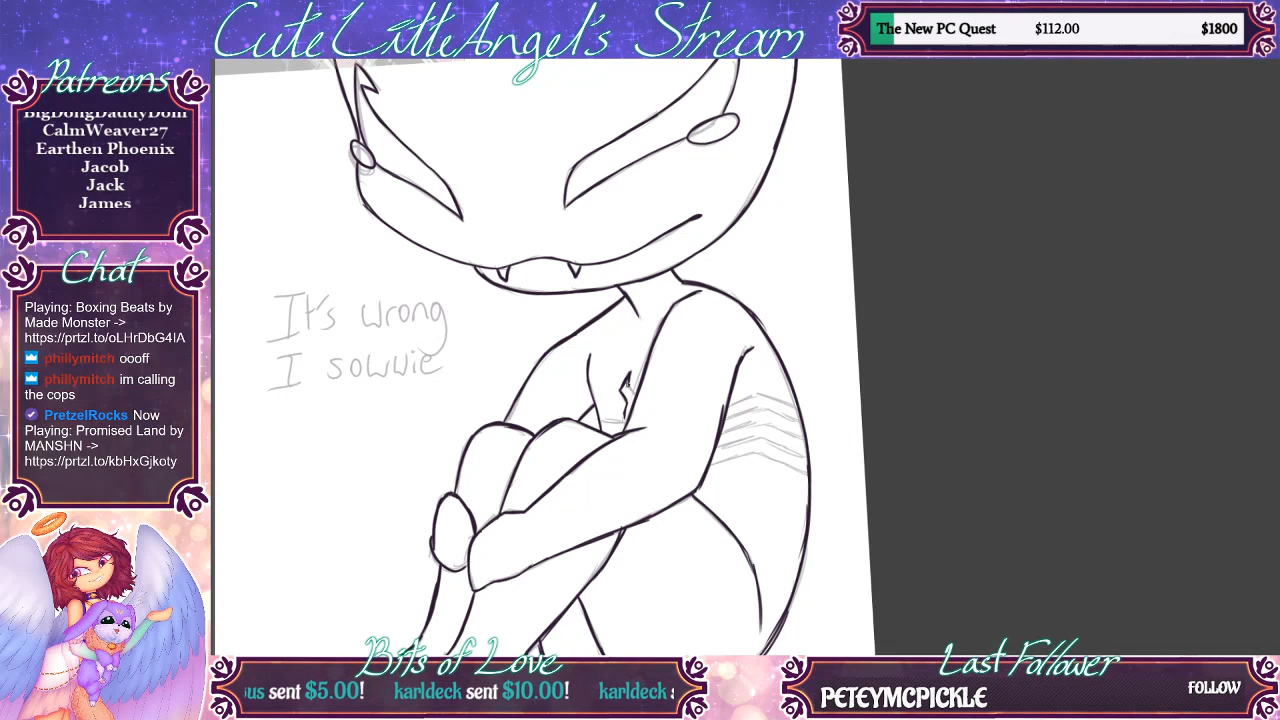 Cute Little Angel's Stream
The New PC Quest $112.00 $1800
Patreons
BigDongDaddyDom
CalmWeaver27
Earthen Phoenix
Jacob
Jack
James
Chat
Playing: Boxing Beats by
Made Monster ->
https://prtzl.to/oLHrDbG4IA
phillymitch oooff
phillymitch im calling
the cops
PretzelRocks Now
Playing: Promised Land by
MANSHN ->
https://prtzl.to/kbHxGjkoty
It's wrong
I sowwie
Bits of Love
us sent $5.00! karldeck sent $10.00! karldeck s
Last Follower
PETEYMCPICKLE FOLLOW